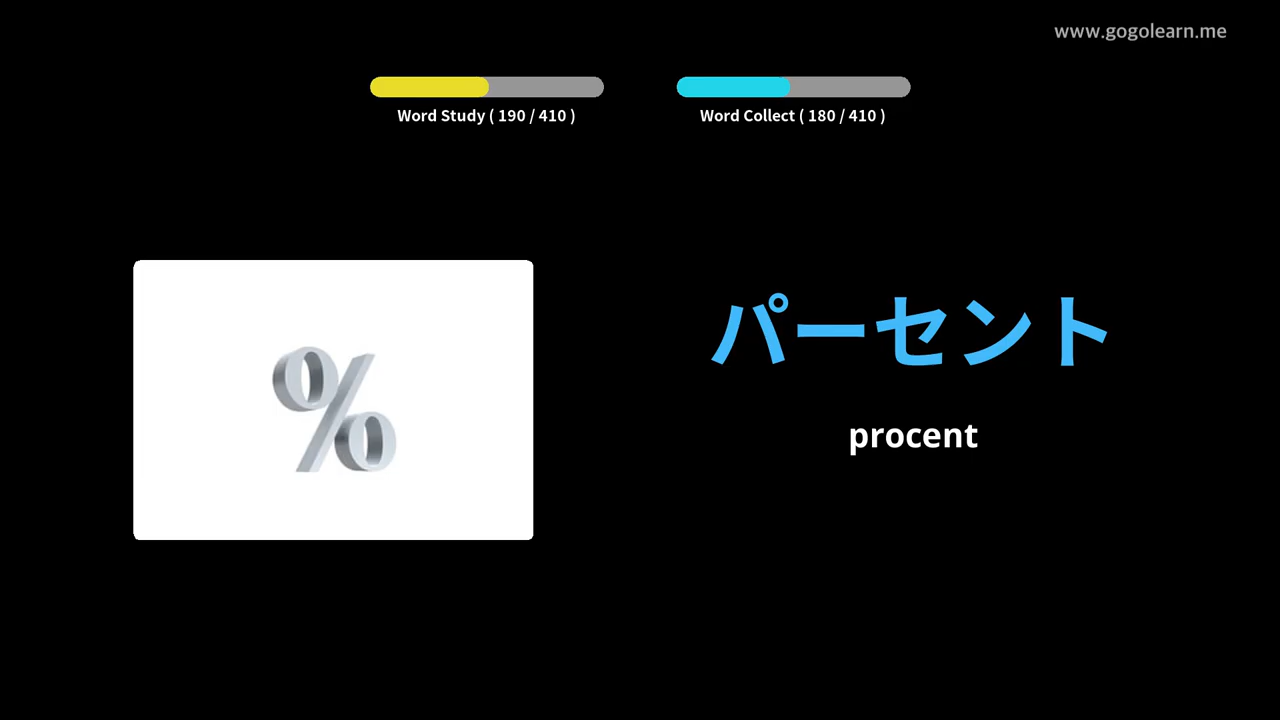 www.gogolearn.me
Word Study ( 190 / 410 )
Word Collect ( 180 / 410 )
%
パーセント
procent